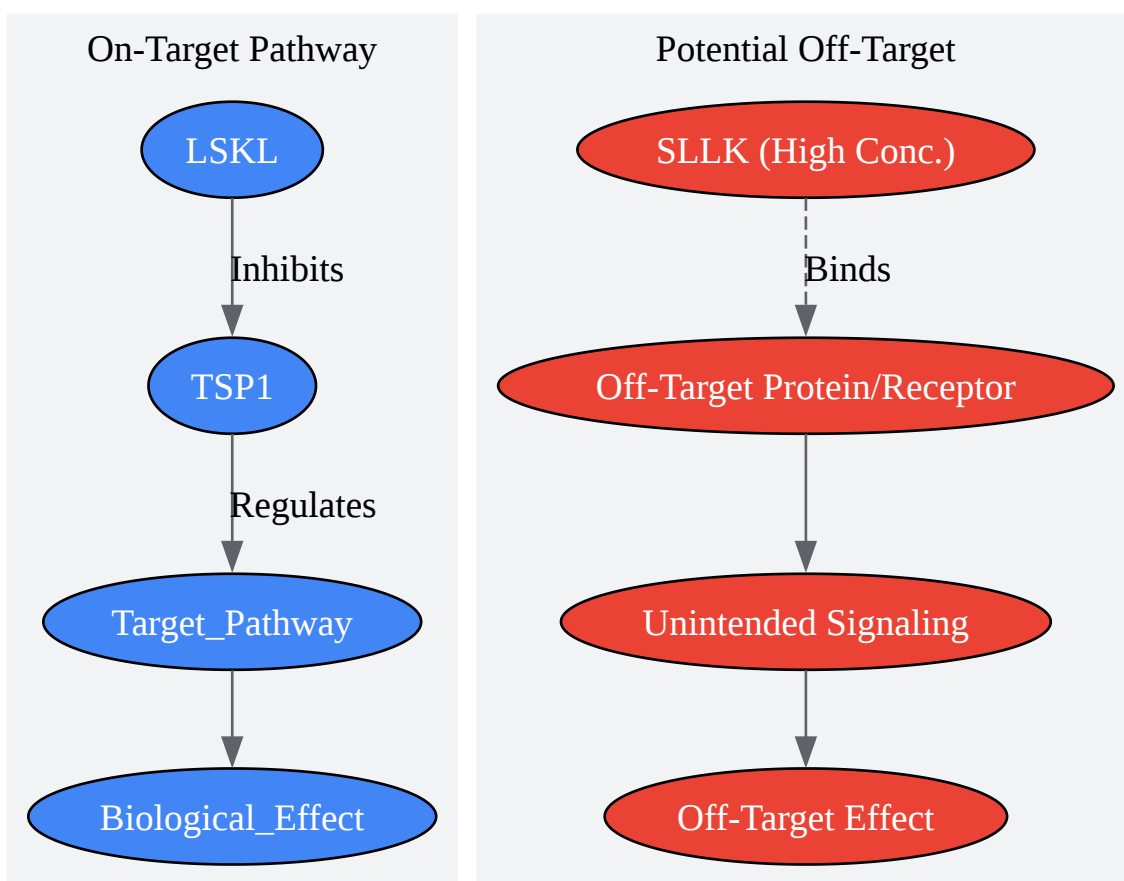 On-Target Pathway
LSKL
Inhibits
TSP1
Regulates
Target_Pathway
Biological_Effect
Potential Off-Target
SLLK (High Conc.)
Binds
Off-Target Protein/Receptor
Unintended Signaling
Off-Target Effect